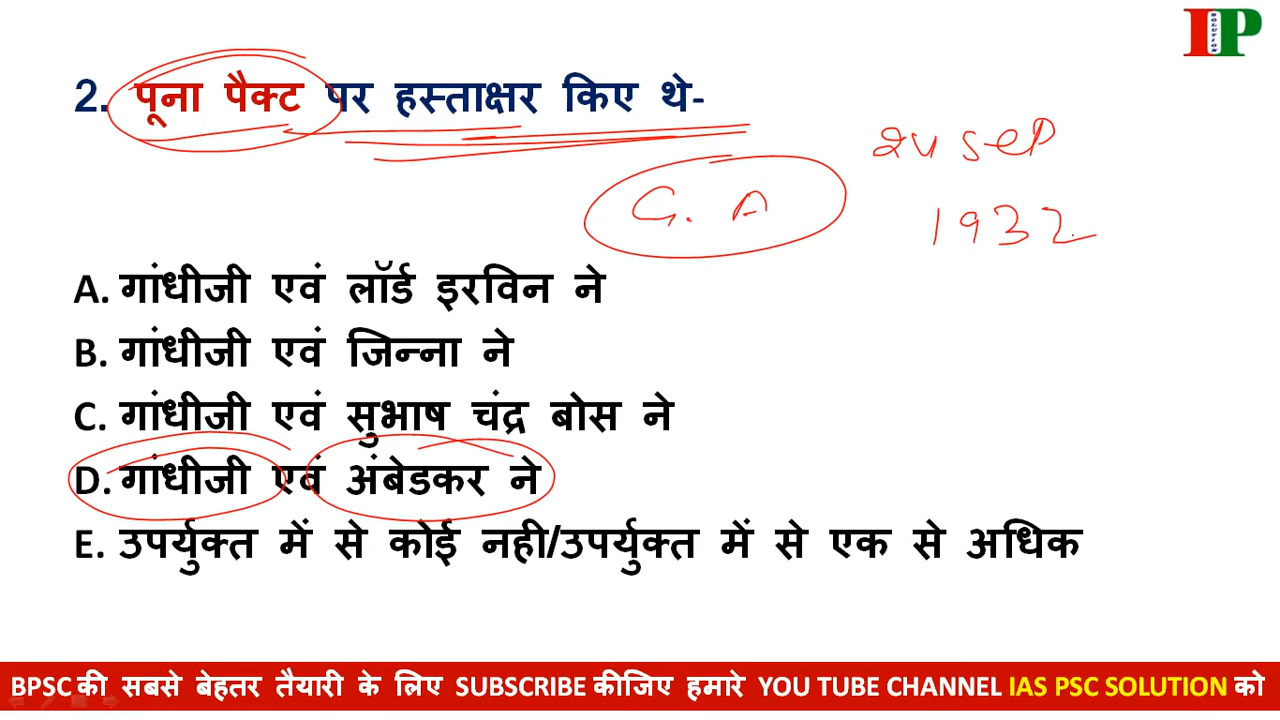 IP
SOLUTION
2. पूना पैक्ट पर हस्ताक्षर किए थे-
24 SEP
1932
G. A
A. गांधीजी एवं लॉर्ड इरविन ने
B. गांधीजी एवं जिन्ना ने
C. गांधीजी एवं सुभाष चंद्र बोस ने
D. गांधीजी एवं अंबेडकर ने
E. उपर्युक्त में से कोई नही/उपर्युक्त में से एक से अधिक
BPSC की सबसे बेहतर तैयारी के लिए SUBSCRIBE कीजिए हमारे YOU TUBE CHANNEL IAS PSC SOLUTION को